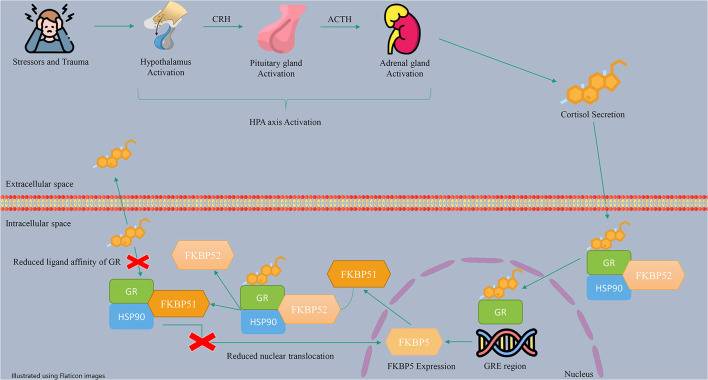 CRH
ACTH
Stressors and Trauma
Hypothalamus
Activation
Pituitary gland
Activation
Adrenal gland
Activation
HPA axis Activation
Cortisol Secretion
Extracellular space
Intracellular space
Reduced ligand affinity of GR
FKBP52
FKBP51
GR
HSP90
FKBP52
GR
HSP90
FKBP51
GR
HSP90
FKBP52
GR
FKBP5
Reduced nuclear translocation
FKBP5 Expression
GRE region
Nucleus
Illustrated using Flaticon images